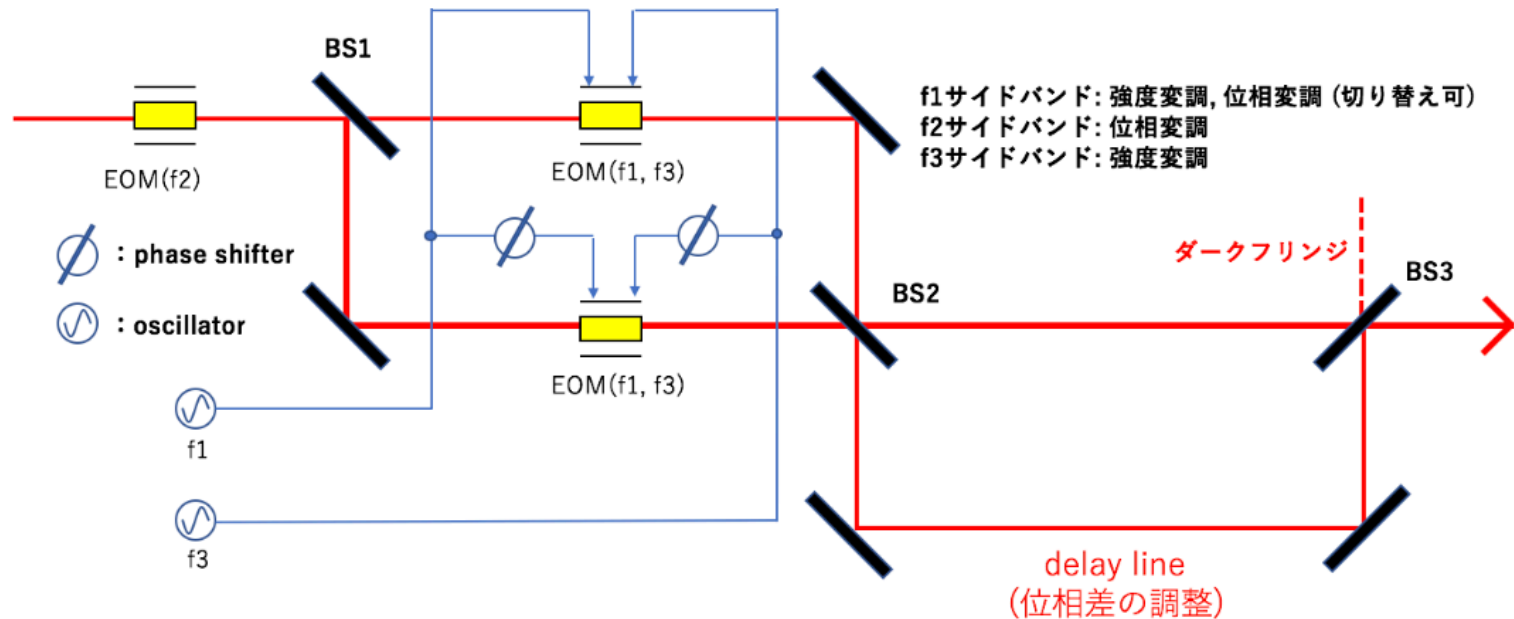 BS1
f1サイドバンド: 強度変調, 位相変調 (切り替え可)
f2サイドバンド: 位相変調
f3サイドバンド: 強度変調
EOM(f2)
EOM(f1, f3)
: phase shifter
ダークフリンジ
BS3
BS2
: oscillator
EOM(f1, f3)
f1
f3
delay line
(位相差の調整)